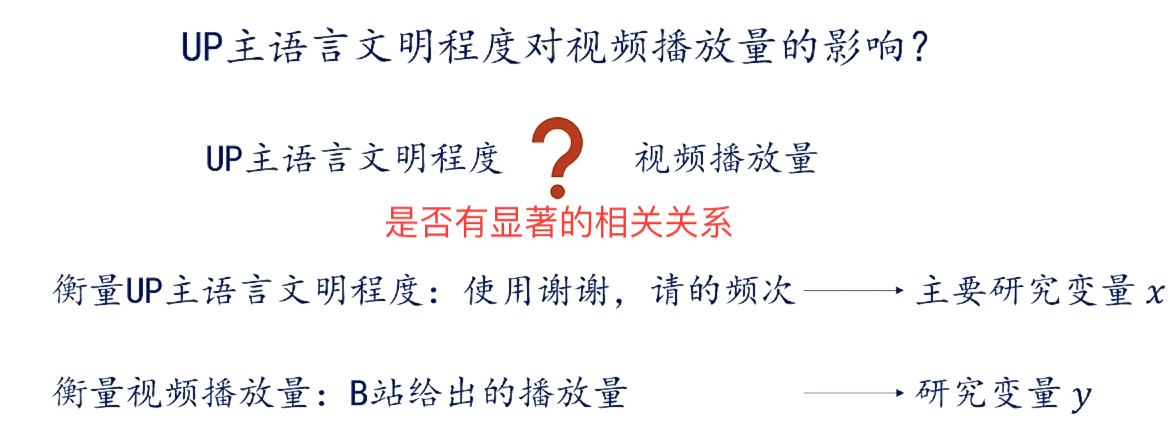 UP主语言文明程度对视频播放量的影响？
UP主语言文明程度 ? 视频播放量
是否有显著的相关关系
衡量UP主语言文明程度：使用谢谢，请的频次 → 主要研究变量 x
衡量视频播放量：B站给出的播放量 → 研究变量 y